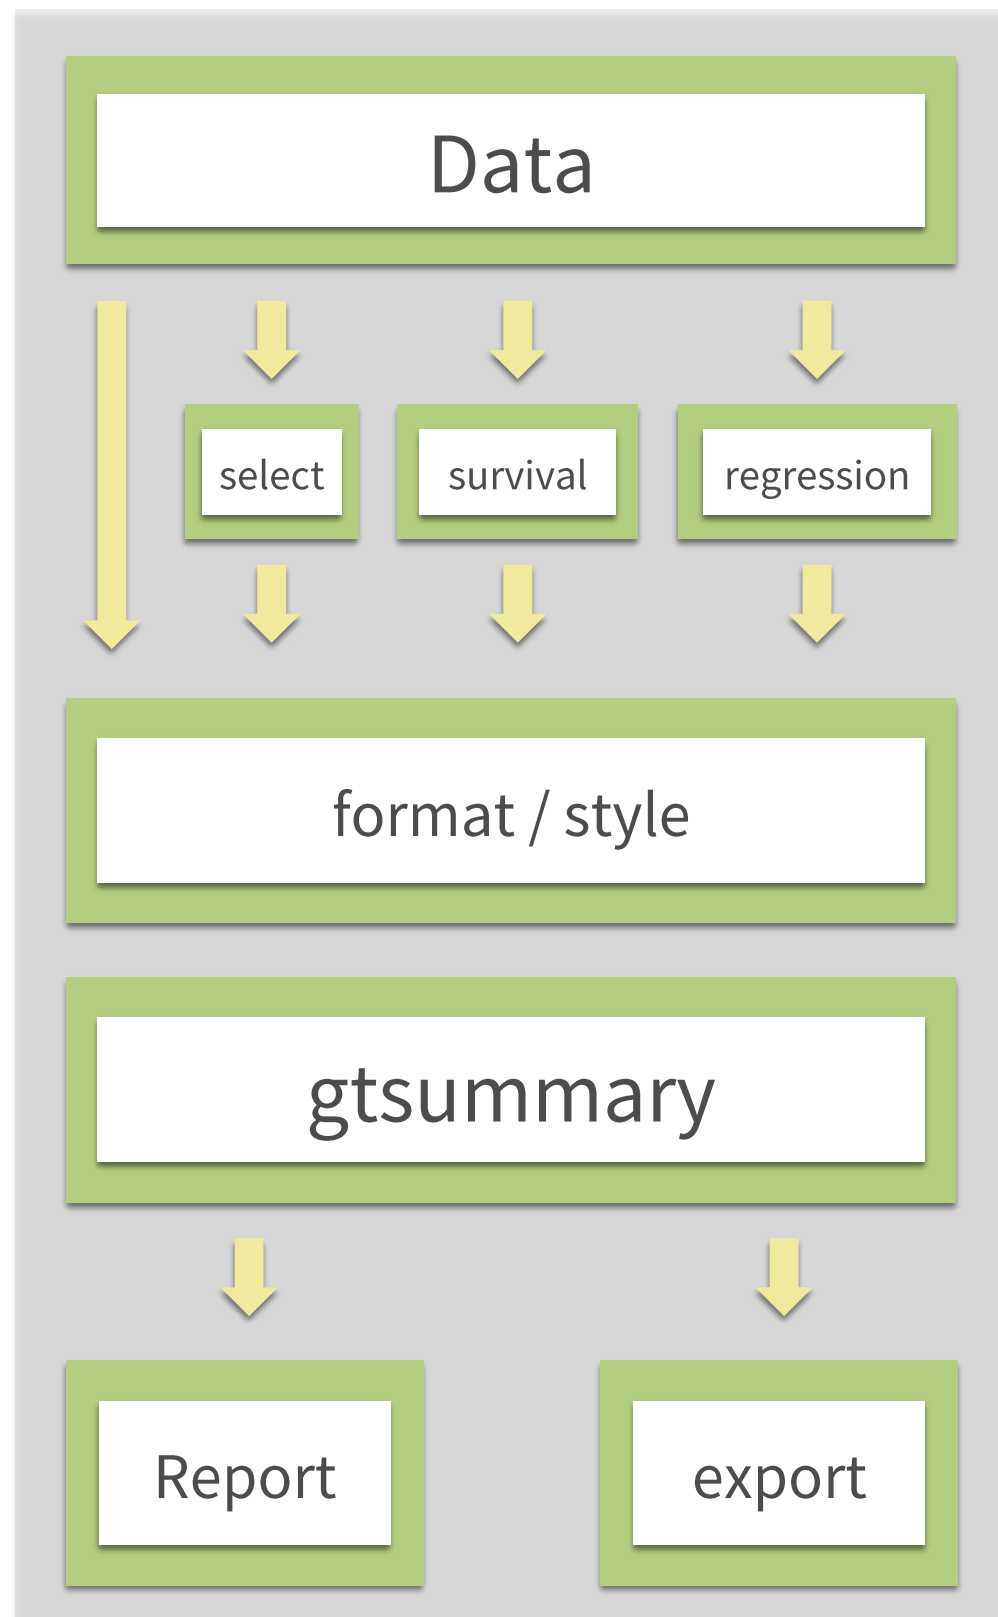 Data
select
survival
regression
format / style
gtsummary
Report
export